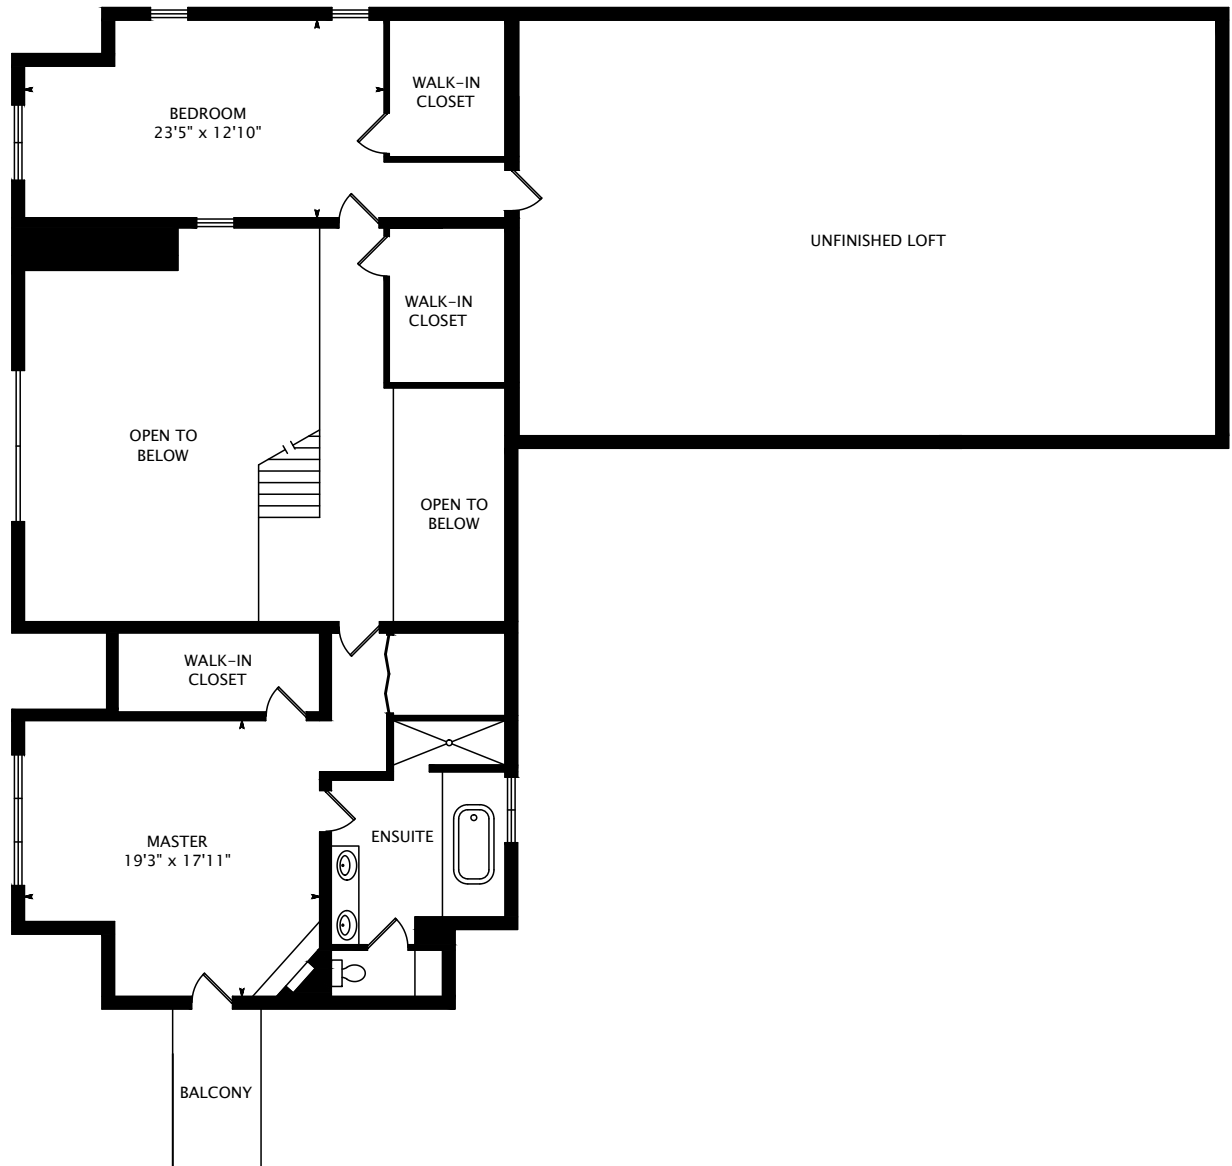 WALK-IN
CLOSET
BEDROOM
23'5" x 12'10"
UNFINISHED LOFT
WALK-IN
CLOSET
OPEN TO
BELOW
OPEN TO
BELOW
WALK-IN
CLOSET
MASTER
19'3" x 17'11"
ENSUITE
BALCONY